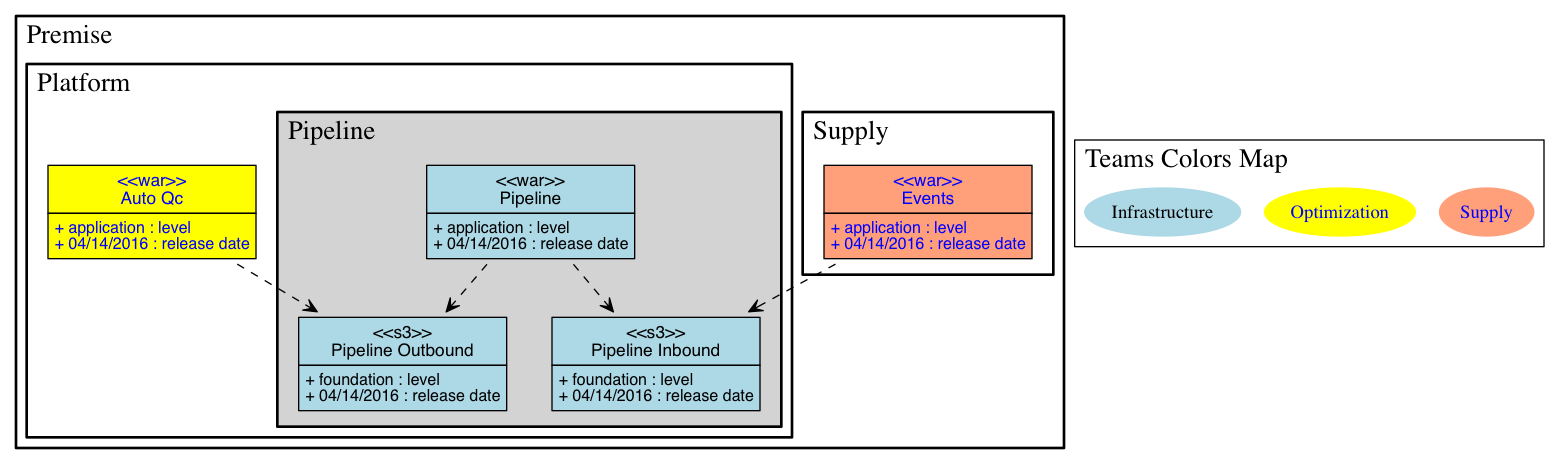 Premise
Platform
Pipeline
Supply
<<war>>
Auto Qc
+ application : level
+ 04/14/2016 : release date
<<war>>
Pipeline
+ application : level
+ 04/14/2016 : release date
<<war>>
Events
+ application : level
+ 04/14/2016 : release date
<<s3>>
Pipeline Outbound
+ foundation : level
+ 04/14/2016 : release date
<<s3>>
Pipeline Inbound
+ foundation : level
+ 04/14/2016 : release date
Teams Colors Map
Infrastructure
Optimization
Supply